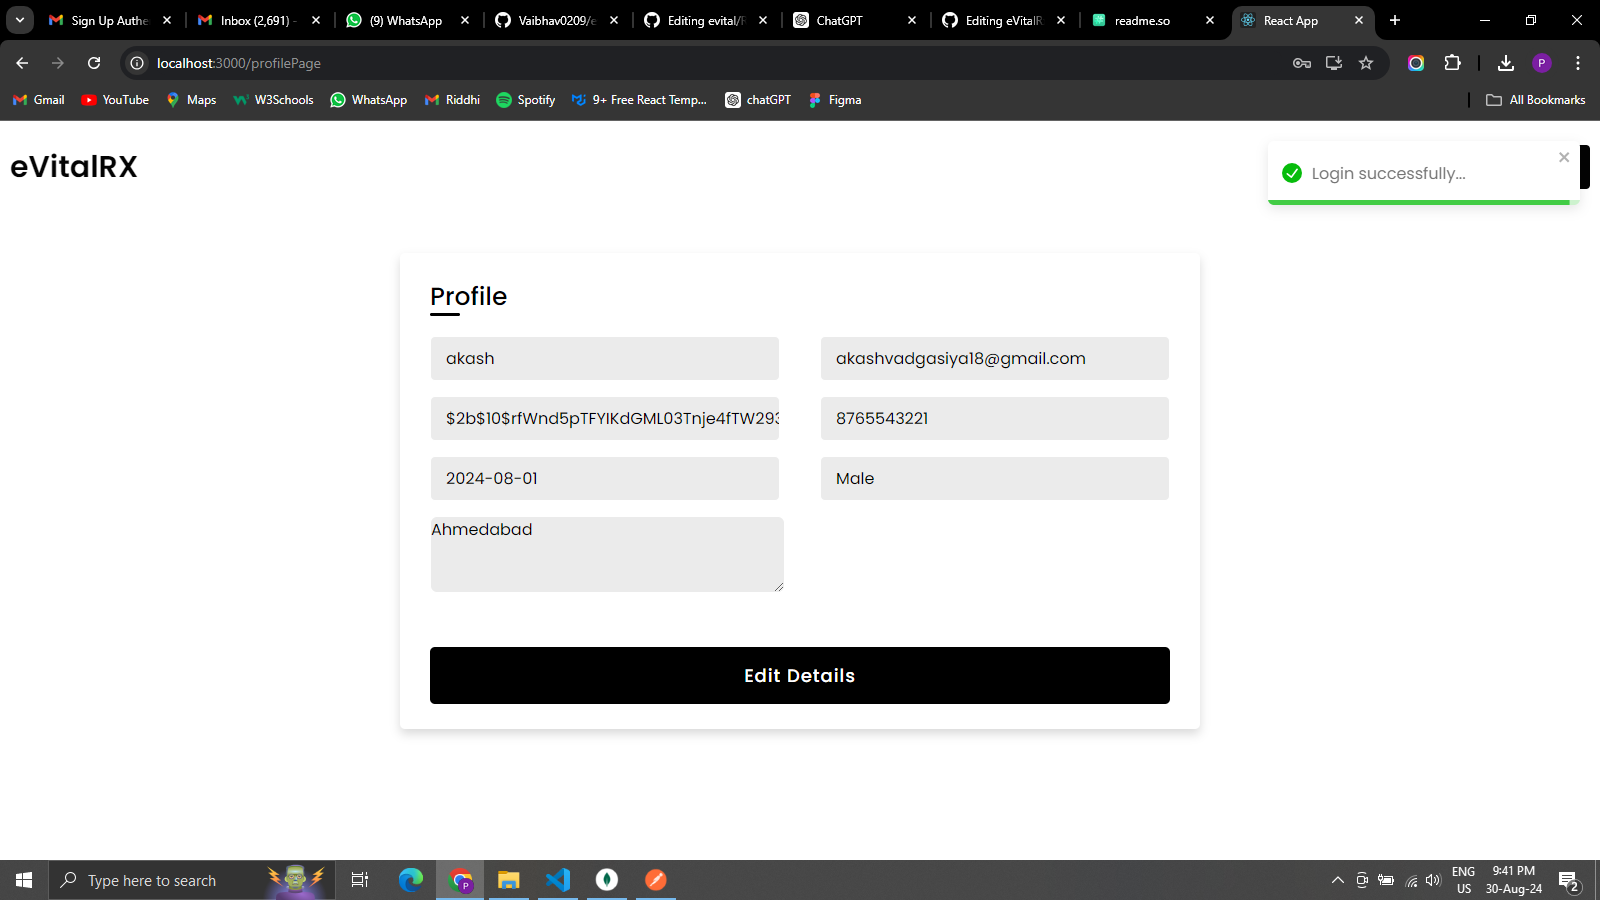 Sign Up Authe
Inbox (2,691) -
(9) WhatsApp
Vaibhav0209/e
Editing evital/R
ChatGPT
Editing eVitalR
readme.so
React App
localhost:3000/profilePage
P
Gmail
YouTube
Maps
W3Schools
WhatsApp
Riddhi
Spotify
9+ Free React Temp...
chatGPT
Figma
All Bookmarks
eVitalRX
Login successfully...
Profile
akash
akashvadgasiya18@gmail.com
$2b$10$rfWnd5pTFYIKdGML03Tnje4fTW293
8765543221
2024-08-01
Male
Ahmedabad
Edit Details
Type here to search
P
ENG
US
9:41 PM
30-Aug-24
2